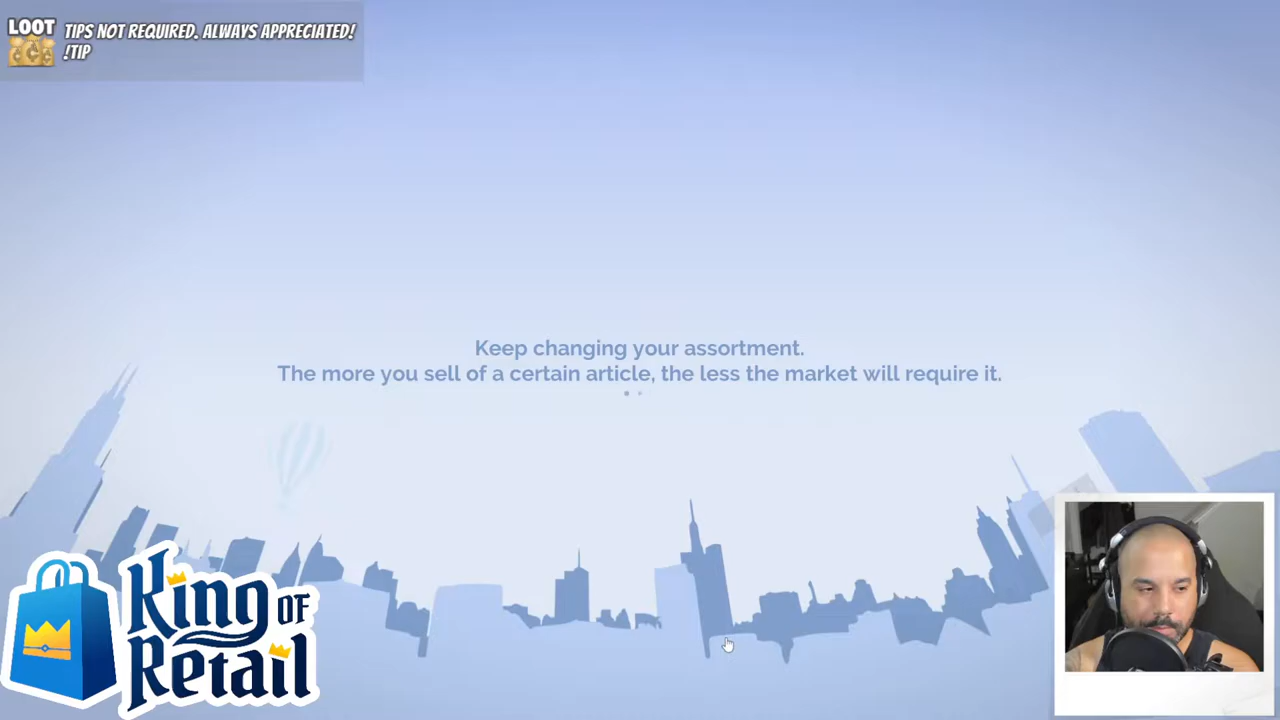 LOOT
TIPS NOT REQUIRED. ALWAYS APPRECIATED!
!TIP
Keep changing your assortment.
The more you sell of a certain article, the less the market will require it.
King OF
Retail